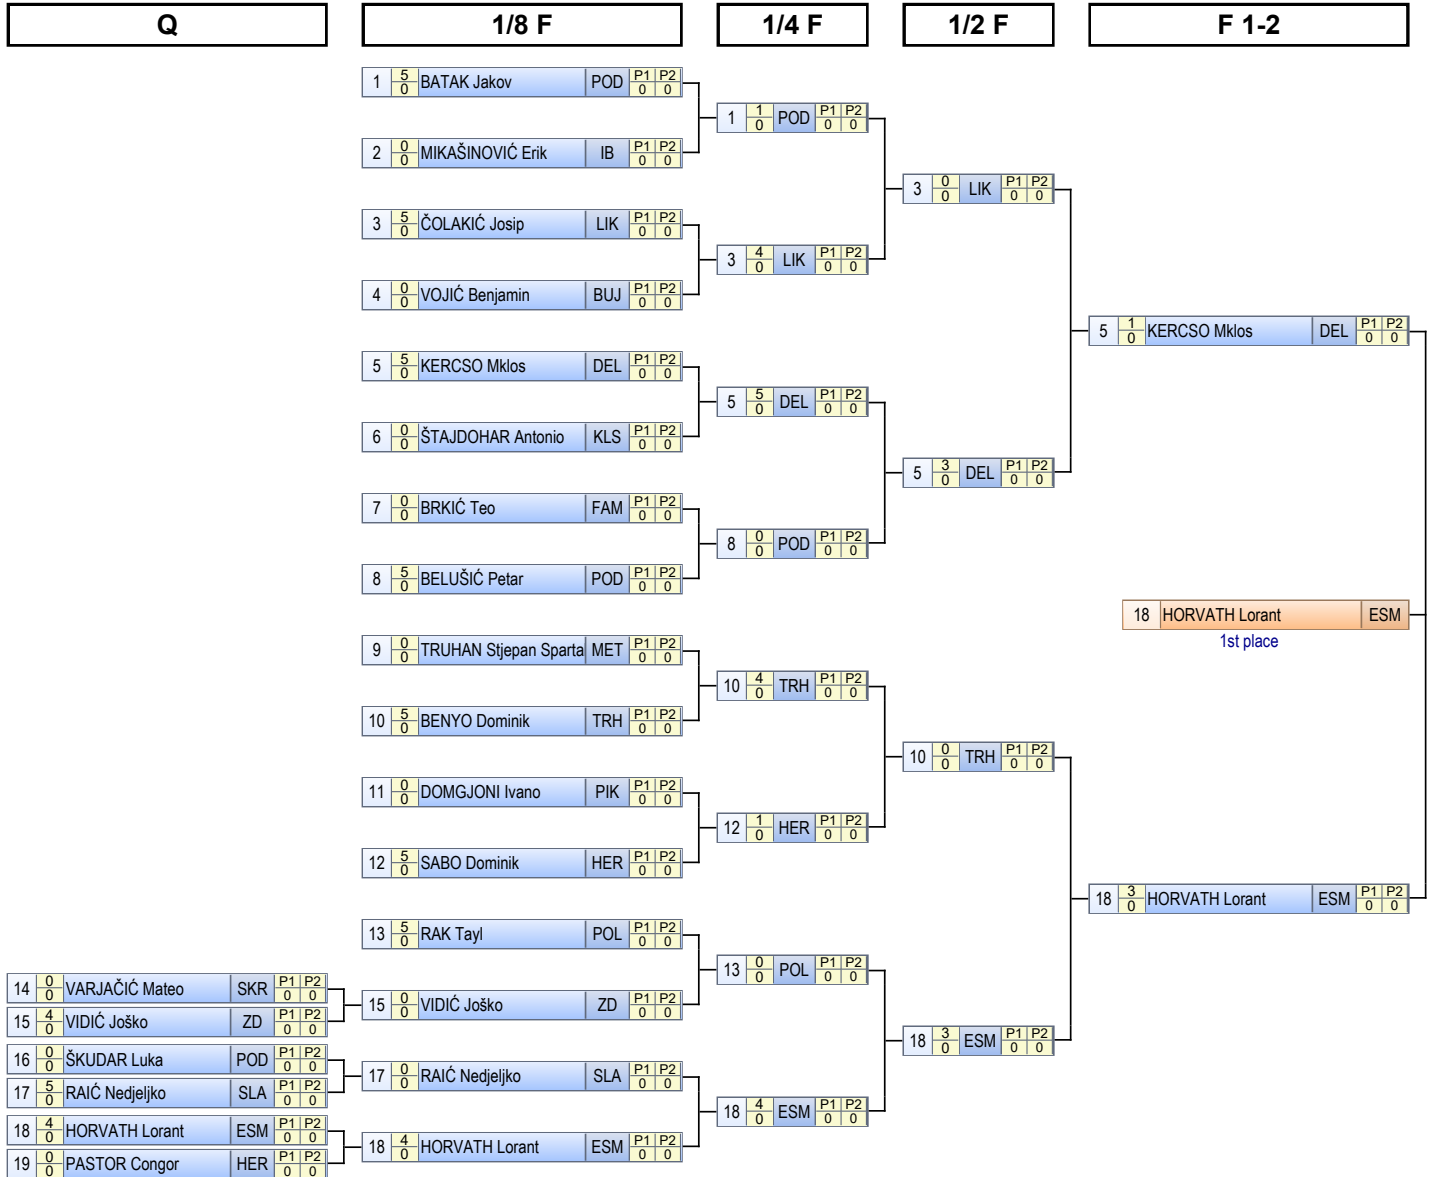 Q 1/8 F 1/4 F 1/2 F F 1-2
1 5 0 BATAK Jakov POD P1 P2 0 0
1 1 0 POD P1 P2 0 0
2 0 0 MIKAŠINOVIĆ Erik IB P1 P2 0 0
3 0 0 LIK P1 P2 0 0
3 5 0 ČOLAKIĆ Josip LIK P1 P2 0 0
3 4 0 LIK P1 P2 0 0
4 0 0 VOJIĆ Benjamin BUJ P1 P2 0 0
5 1 0 KERCSO Mklos DEL P1 P2 0 0
5 5 0 KERCSO Mklos DEL P1 P2 0 0
5 5 0 DEL P1 P2 0 0
6 0 0 ŠTAJDOHAR Antonio KLS P1 P2 0 0
5 3 0 DEL P1 P2 0 0
7 0 0 BRKIĆ Teo FAM P1 P2 0 0
8 0 0 POD P1 P2 0 0
8 5 0 BELUŠIĆ Petar POD P1 P2 0 0
18 HORVATH Lorant ESM
1st place
9 0 0 TRUHAN Stjepan Sparta MET P1 P2 0 0
10 4 0 TRH P1 P2 0 0
10 5 0 BENYO Dominik TRH P1 P2 0 0
10 0 0 TRH P1 P2 0 0
11 0 0 DOMGJONI Ivano PIK P1 P2 0 0
12 1 0 HER P1 P2 0 0
12 5 0 SABO Dominik HER P1 P2 0 0
18 3 0 HORVATH Lorant ESM P1 P2 0 0
13 5 0 RAK Tayl POL P1 P2 0 0
13 0 0 POL P1 P2 0 0
14 0 0 VARJAČIĆ Mateo SKR P1 P2 0 0
15 0 0 VIDIĆ Joško ZD P1 P2 0 0
15 4 0 VIDIĆ Joško ZD P1 P2 0 0
18 3 0 ESM P1 P2 0 0
16 0 0 ŠKUDAR Luka POD P1 P2 0 0
17 0 0 RAIĆ Nedjeljko SLA P1 P2 0 0
17 5 0 RAIĆ Nedjeljko SLA P1 P2 0 0
18 4 0 ESM P1 P2 0 0
18 4 0 HORVATH Lorant ESM P1 P2 0 0
18 4 0 HORVATH Lorant ESM P1 P2 0 0
19 0 0 PASTOR Congor HER P1 P2 0 0